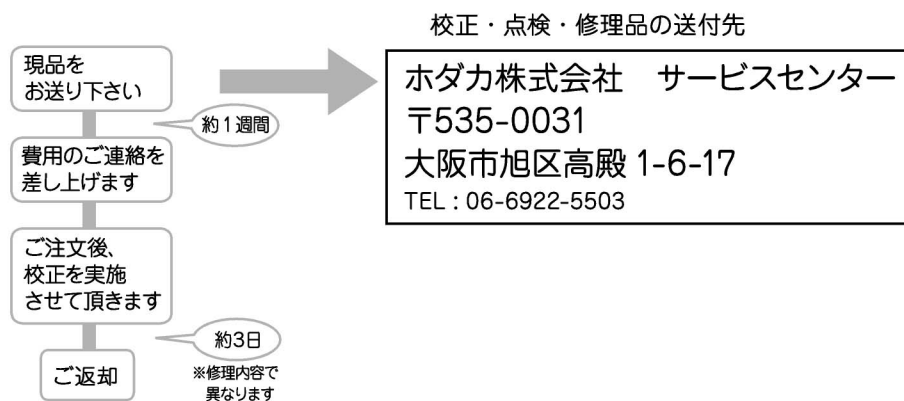 校正・点検・修理品の送付先
現品を
お送り下さい
ホダカ株式会社　サービスセンター
〒535-0031
大阪市旭区高殿 1-6-17
TEL : 06-6922-5503
約1週間
費用のご連絡を
差し上げます
ご注文後、
校正を実施
させて頂きます
約3日
※修理内容で
異なります
ご返却